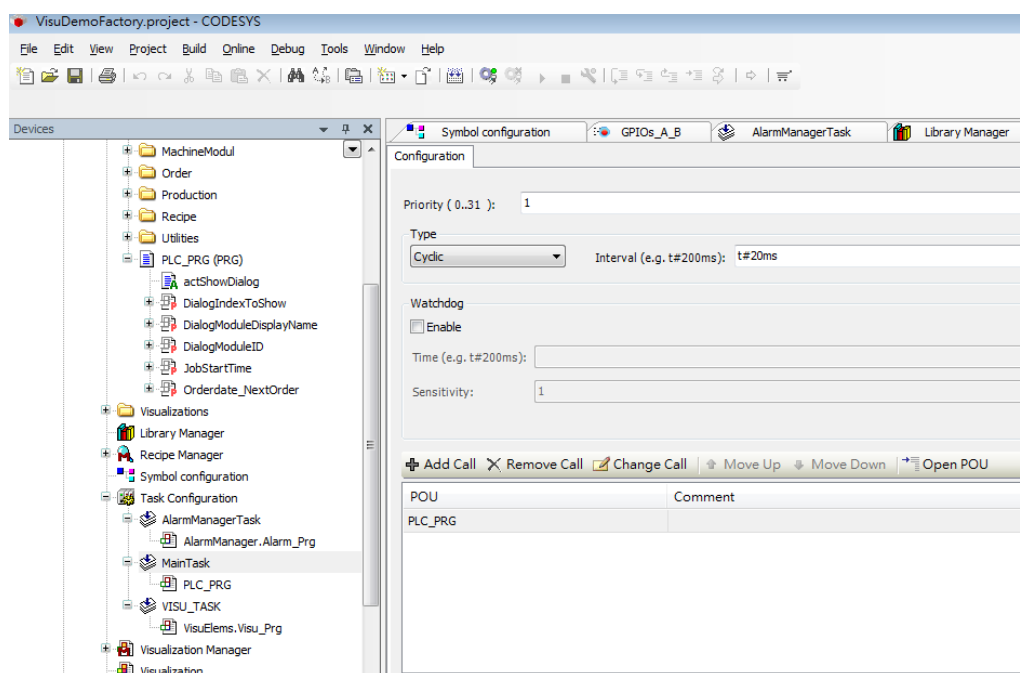 VisuDemoFactory.project - CODESYS
File Edit View Project Build Online Debug Tools Window Help
Devices
MachineModul
Order
Production
Recipe
Utilities
PLC_PRG (PRG)
actShowDialog
DialogIndexToShow
DialogModuleDisplayName
DialogModuleID
JobStartTime
Orderdate_NextOrder
Visualizations
Library Manager
Recipe Manager
Symbol configuration
Task Configuration
AlarmManagerTask
AlarmManager.Alarm_Prg
MainTask
PLC_PRG
VISU_TASK
VisuElems.Visu_Prg
Visualization Manager
Visualization
Symbol configuration GPIOs_A_B AlarmManagerTask Library Manager
Configuration
Priority ( 0..31 ): 1
Type
Cyclic Interval (e.g. t#200ms): t#20ms
Watchdog
Enable
Time (e.g. t#200ms):
Sensitivity: 1
Add Call Remove Call Change Call Move Up Move Down Open POU
POU Comment
PLC_PRG